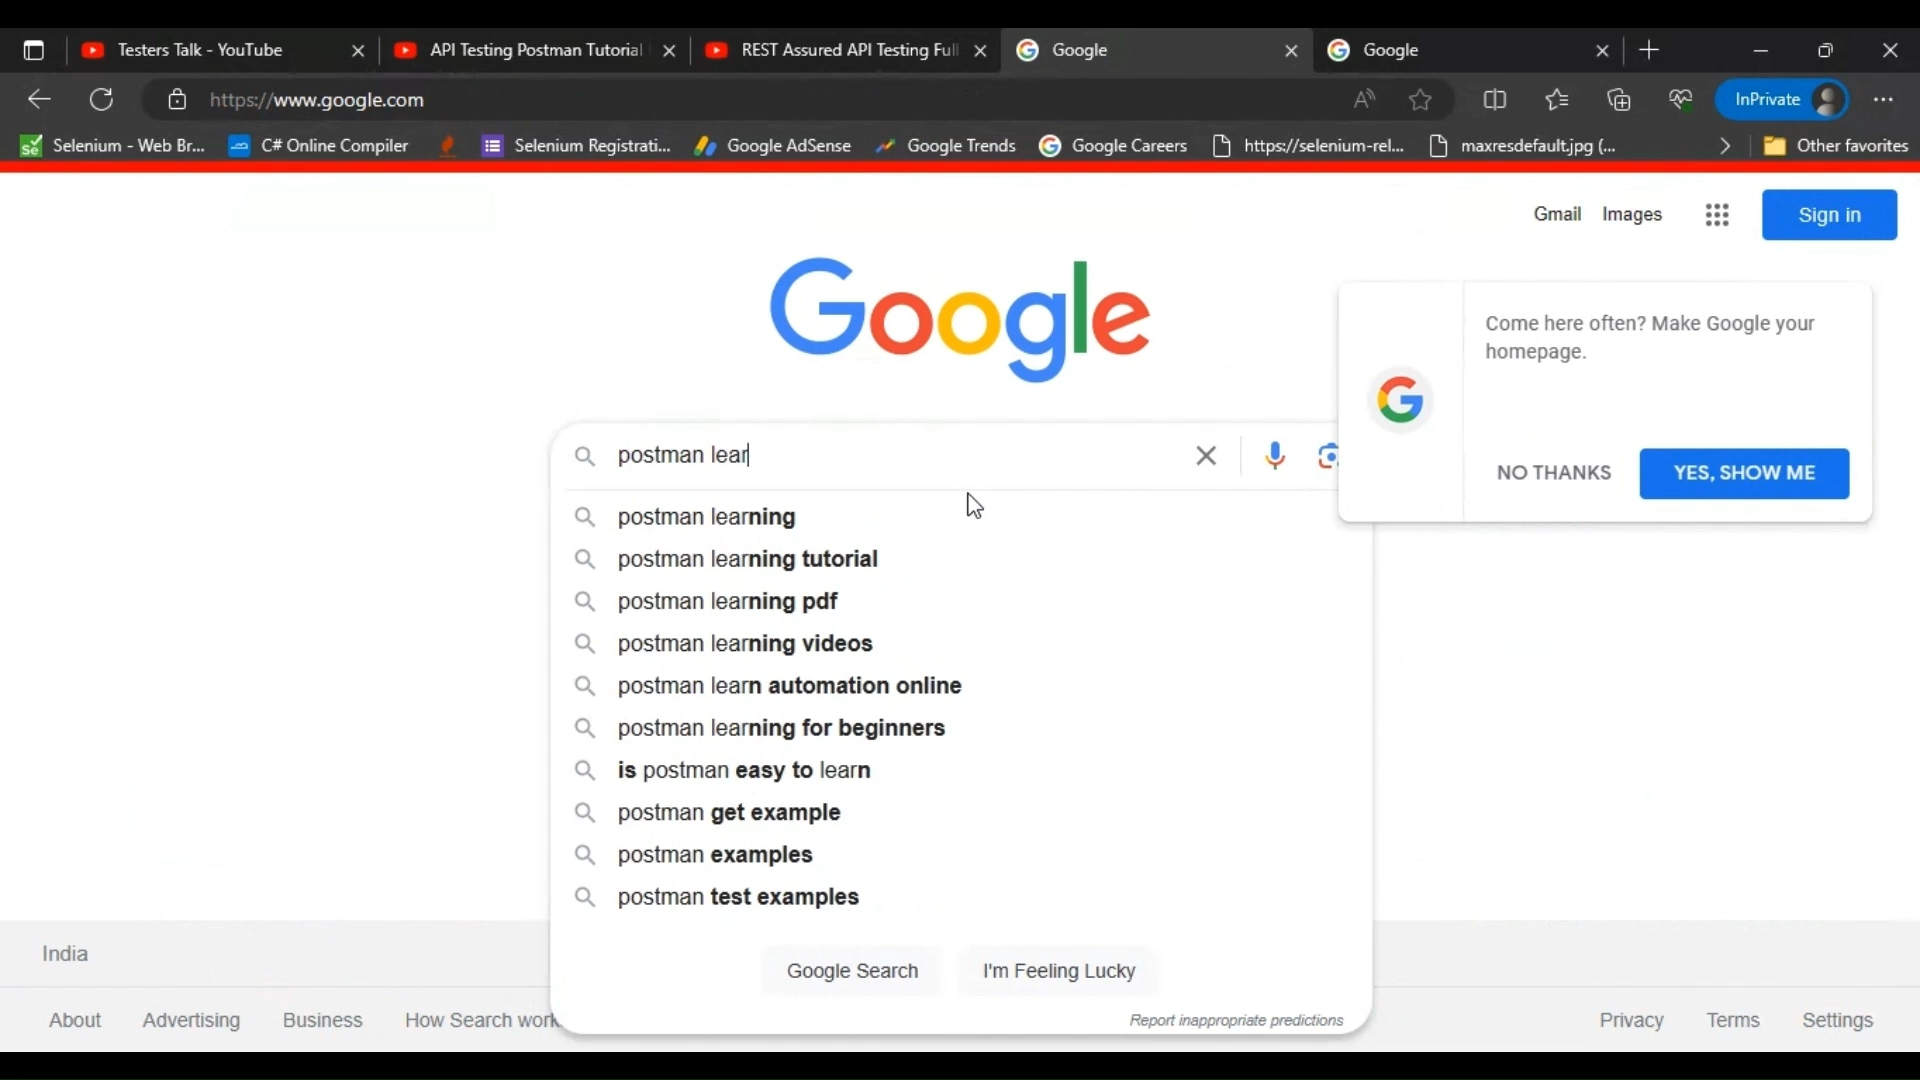 Testers Talk - YouTube
API Testing Postman Tutorial
REST Assured API Testing Full
Google
Google
https://www.google.com
InPrivate
Selenium - Web Br...
C# Online Compiler
Selenium Registrati...
Google AdSense
Google Trends
Google Careers
https://selenium-rel...
maxresdefault.jpg (...
Other favorites
Gmail
Images
Sign in
Google
Come here often? Make Google your
homepage.
NO THANKS
YES, SHOW ME
postman lear
postman learning
postman learning tutorial
postman learning pdf
postman learning videos
postman learn automation online
postman learning for beginners
is postman easy to learn
postman get example
postman examples
postman test examples
Google Search
I'm Feeling Lucky
Report inappropriate predictions
India
About
Advertising
Business
How Search work
Privacy
Terms
Settings